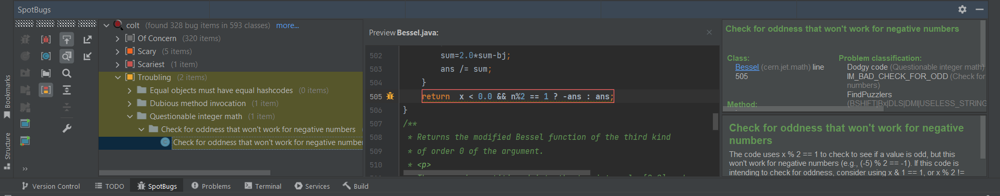 SpotBugs
colt (found 328 bug items in 593 classes) more...
Of Concern (320 items)
Scary (5 items)
Scariest (1 item)
Troubling (2 items)
Equal objects must have equal hashcodes (0 items)
Dubious method invocation (1 item)
Questionable integer math (1 item)
Check for oddness that won't work for negative numbers
Check for oddness that won't work for negative number
Preview Bessel.java:
502 sum=2.0*sum-bj;
503 ans /= sum;
504 }
505 return x < 0.0 && n%2 == 1 ? -ans : ans;
506 }
507 /**
508 * Returns the modified Bessel function of the third kind
509 * of order 0 of the argument.
510 * <p>
Check for oddness that won't work for negative numbers
Class:
Bessel (cern.jet.math) line
505
Method:
Problem classification:
Dodgy code (Questionable integer math)
IM_BAD_CHECK_FOR_ODD (Check for
numbers)
FindPuzzlers
(BSHIFT|Bx|DLS|DMI|USELESS_STRING
Check for oddness that won't work for negative
numbers
The code uses x % 2 == 1 to check to see if a value is odd, but this
won't work for negative numbers (e.g., (-5) % 2 == -1). If this code is
intending to check for oddness, consider using x & 1 == 1, or x % 2 !=
Bookmarks
Structure
Version Control TODO SpotBugs Problems Terminal Services Build